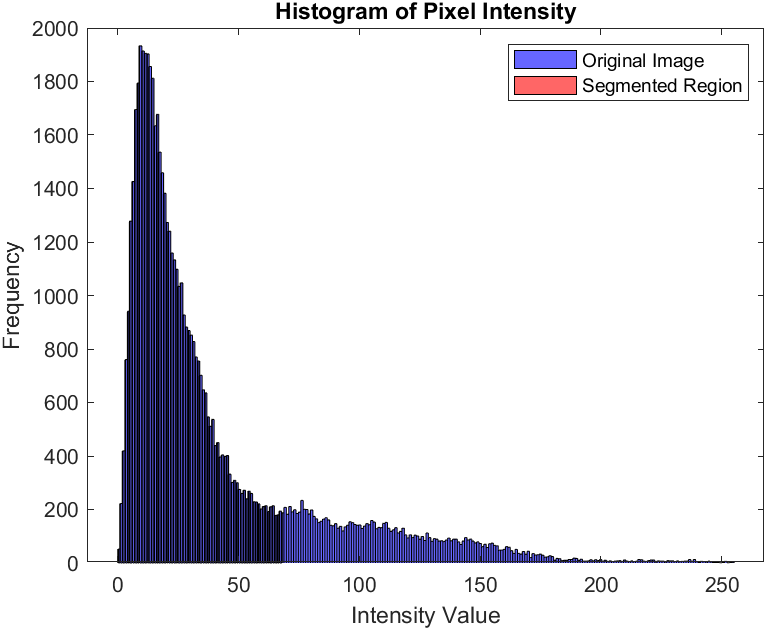 Histogram of Pixel Intensity
2000
1800
1600
1400
1200
1000
800
600
400
200
0
Frequency
Original Image
Segmented Region
0 50 100 150 200 250
Intensity Value